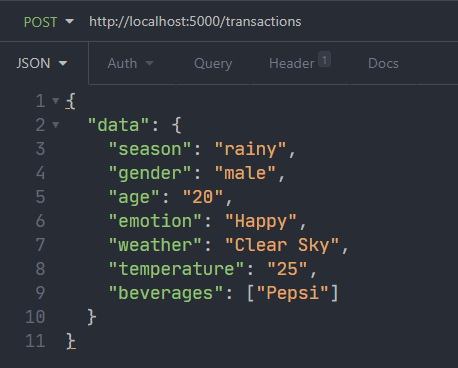 POST http://localhost:5000/transactions
JSON Auth Query Header 1 Docs
1 {
2 "data": {
3 "season": "rainy",
4 "gender": "male",
5 "age": "20",
6 "emotion": "Happy",
7 "weather": "Clear Sky",
8 "temperature": "25",
9 "beverages": ["Pepsi"]
10 }
11 }